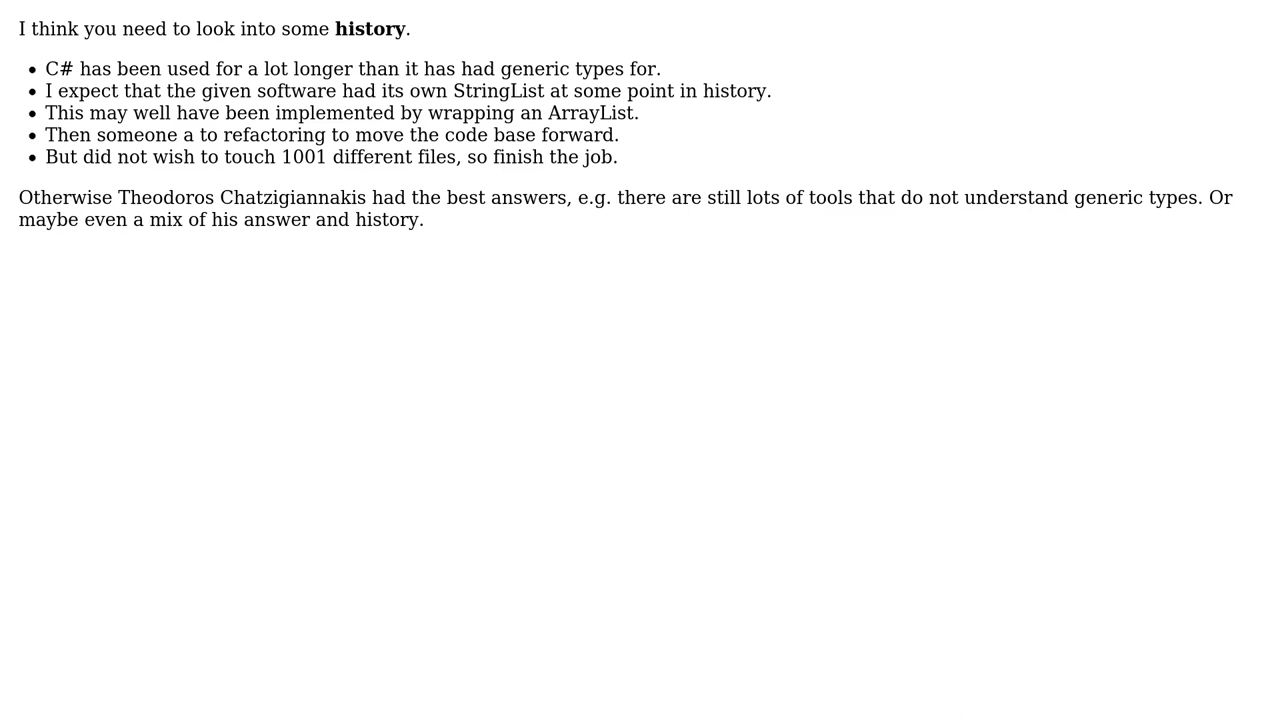 I think you need to look into some history.
C# has been used for a lot longer than it has had generic types for.
I expect that the given software had its own StringList at some point in history.
This may well have been implemented by wrapping an ArrayList.
Then someone a to refactoring to move the code base forward.
But did not wish to touch 1001 different files, so finish the job.
Otherwise Theodoros Chatzigiannakis had the best answers, e.g. there are still lots of tools that do not understand generic types. Or
maybe even a mix of his answer and history.